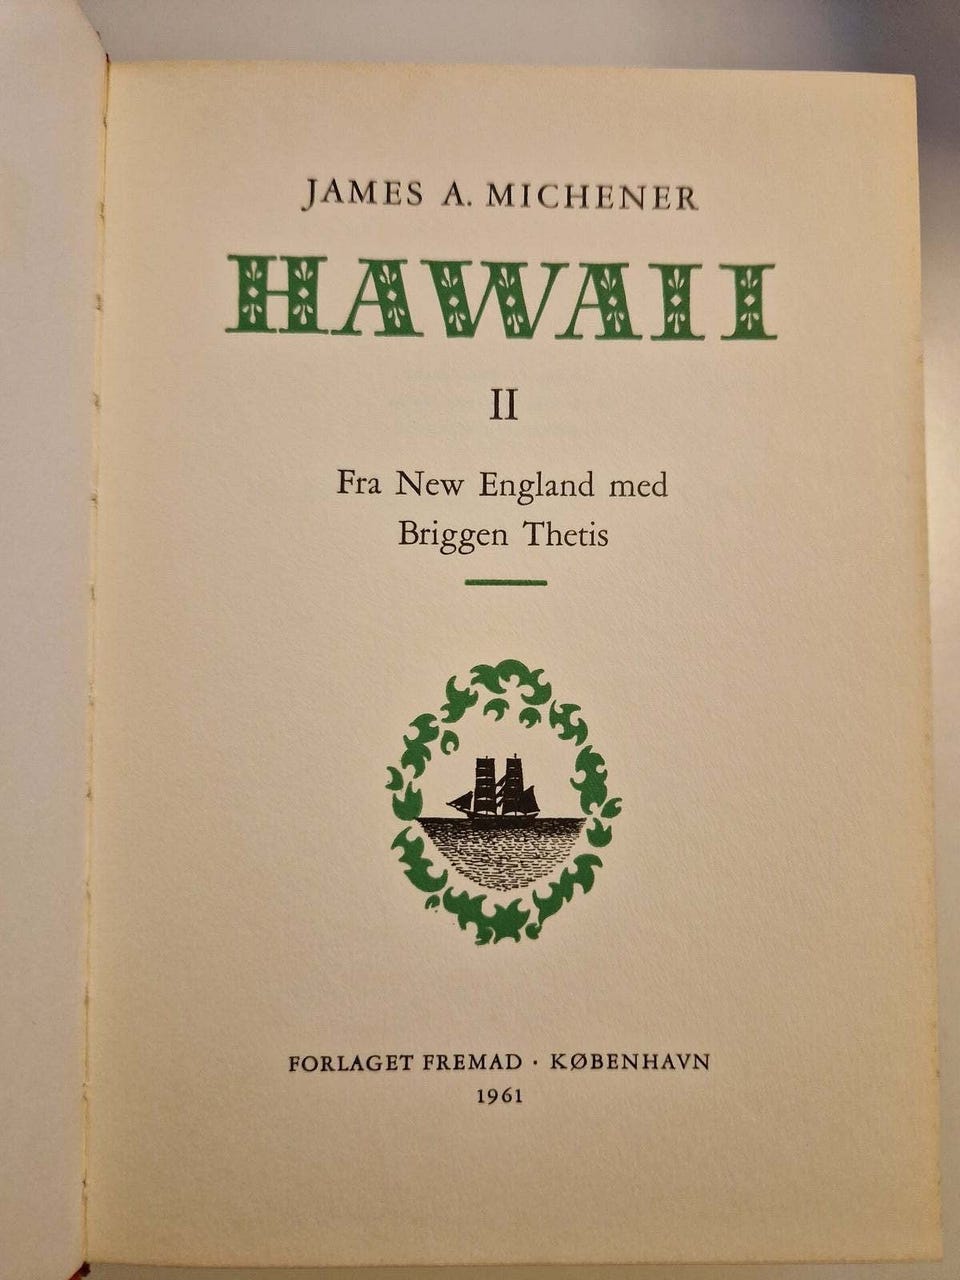 JAMES A. MICHENER
HAWAII
II
Fra New England med
Briggen Thetis
FORLAGET FREMAD · KØBENHAVN
1961